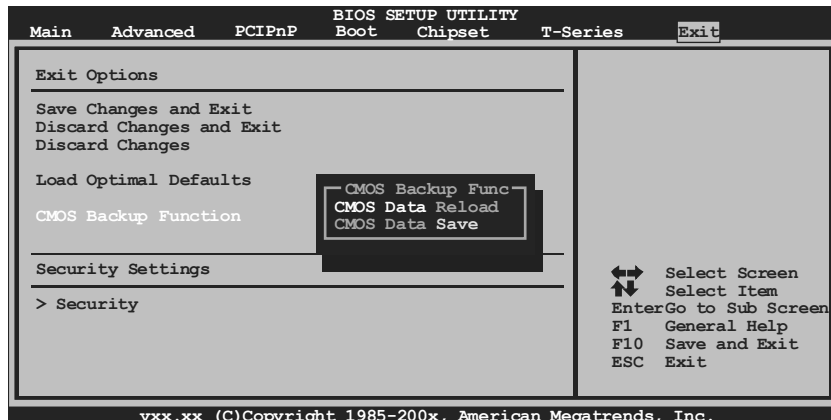 BIOS SETUP UTILITY
Main Advanced PCIPnP Boot Chipset T-Series Exit
Exit Options
Save Changes and Exit
Discard Changes and Exit
Discard Changes
Load Optimal Defaults
CMOS Backup Function
CMOS Backup Func
CMOS Data Reload
CMOS Data Save
Security Settings
> Security
Select Screen
Select Item
EnterGo to Sub Screen
F1 General Help
F10 Save and Exit
ESC Exit
vxx.xx (C)Copyright 1985-200x, American Megatrends, Inc.